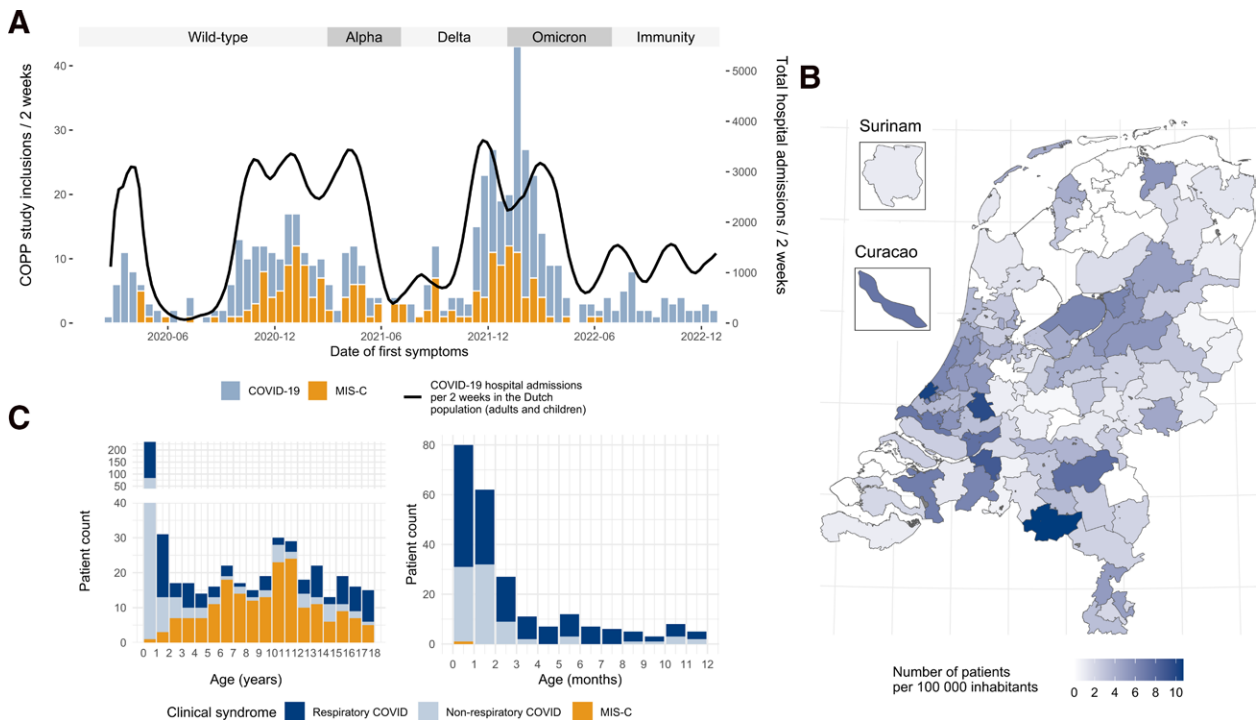 A
Wild-type Alpha Delta Omicron Immunity
COPP study inclusions / 2 weeks
40
30
20
10
0
5000
4000
3000
2000
1000
0
Total hospital admissions / 2 weeks
2020-06 2020-12 2021-06 2021-12 2022-06 2022-12
Date of first symptoms
COVID-19 MIS-C
COVID-19 hospital admissions
per 2 weeks in the Dutch
population (adults and children)
B
Surinam
Curacao
Number of patients
per 100 000 inhabitants
0 2 4 6 8 10
C
Patient count
200
150
100
50
40
30
20
10
0
0 1 2 3 4 5 6 7 8 9 10 11 12 13 14 15 16 17 18
Age (years)
Patient count
80
60
40
20
0
0 1 2 3 4 5 6 7 8 9 10 11 12
Age (months)
Clinical syndrome Respiratory COVID Non-respiratory COVID MIS-C